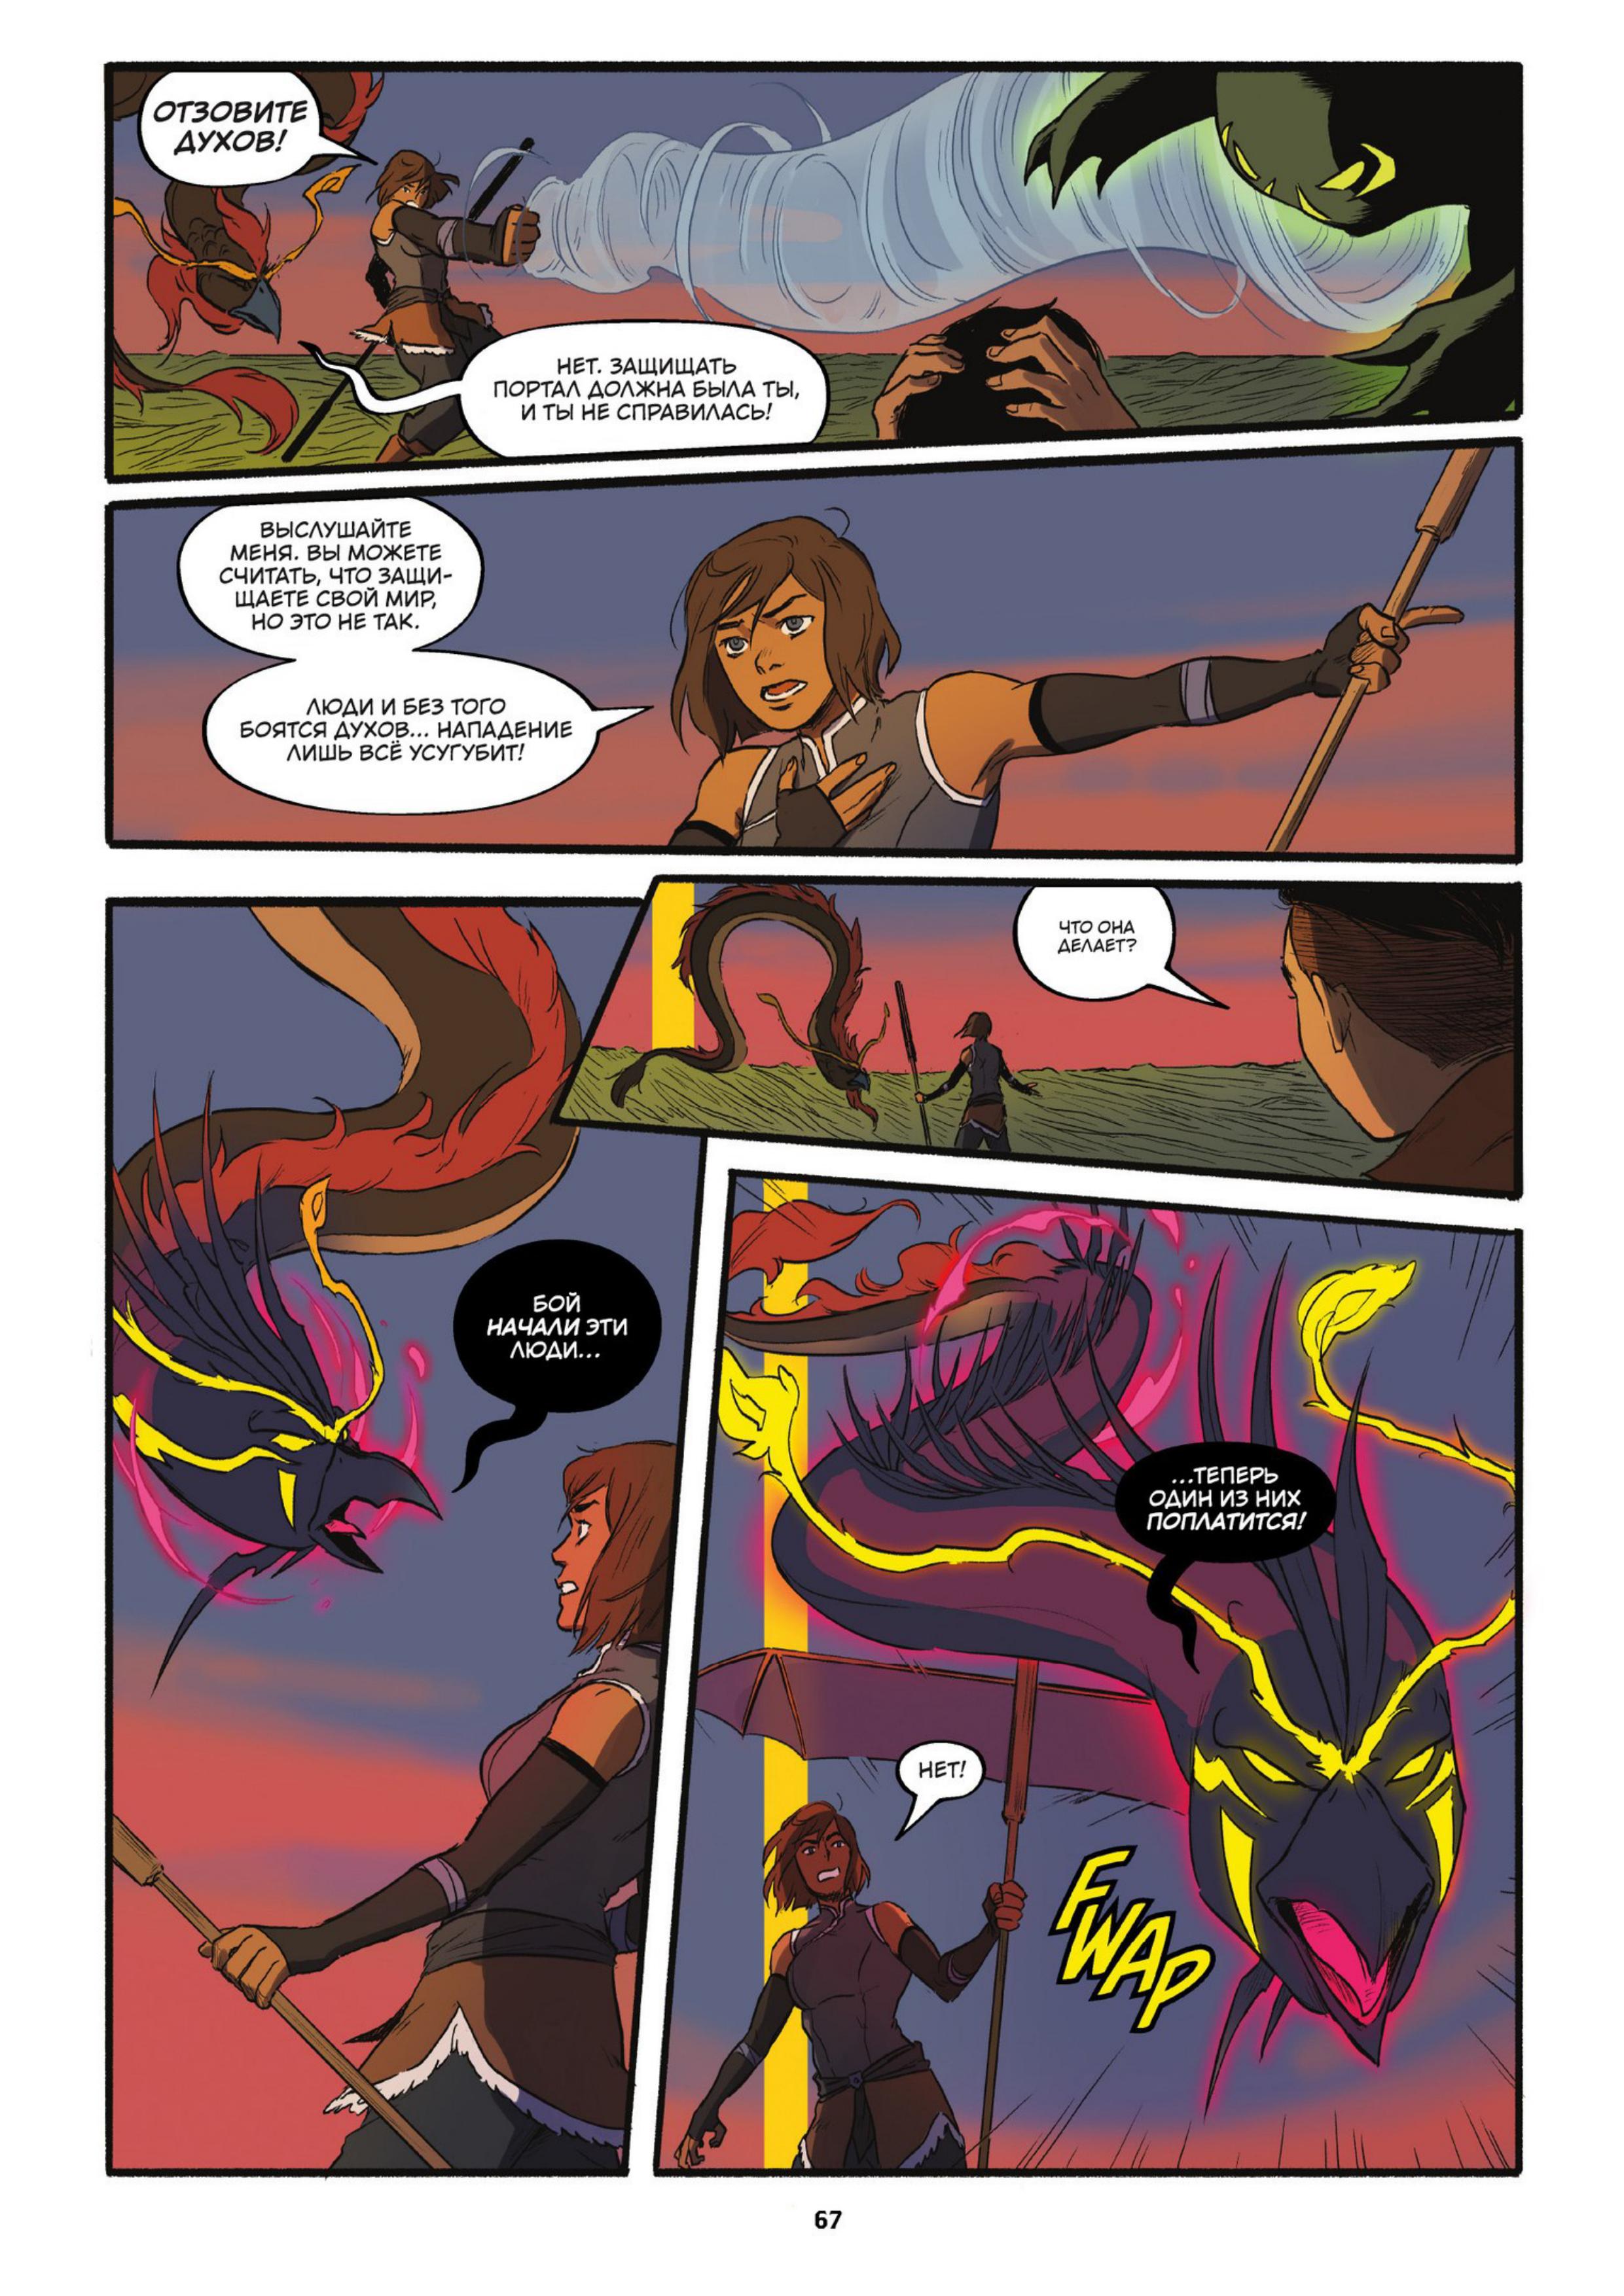 ОТЗОВИТЕ
ДУХОВ!
НЕТ. ЗАЩИЩАТЬ
ПОРТАЛ ДОЛЖНА БЫЛА ТЫ,
И ТЫ НЕ СПРАВИЛАСЬ!
ВЫСЛУШАЙТЕ
МЕНЯ. ВЫ МОЖЕТЕ
СЧИТАТЬ, ЧТО ЗАЩИ-
ЩАЕТЕ СВОЙ МИР,
НО ЭТО НЕ ТАК.
ЛЮДИ И БЕЗ ТОГО
БОЯТСЯ ДУХОВ... НАПАДЕНИЕ
ЛИШЬ ВСЁ УСУГУБИТ!
ЧТО ОНА
ДЕЛАЕТ?
БОЙ
НАЧАЛИ ЭТИ
ЛЮДИ...
...ТЕПЕРЬ
ОДИН ИЗ НИХ
ПОПЛАТИТСЯ!
НЕТ!
FWAP
67